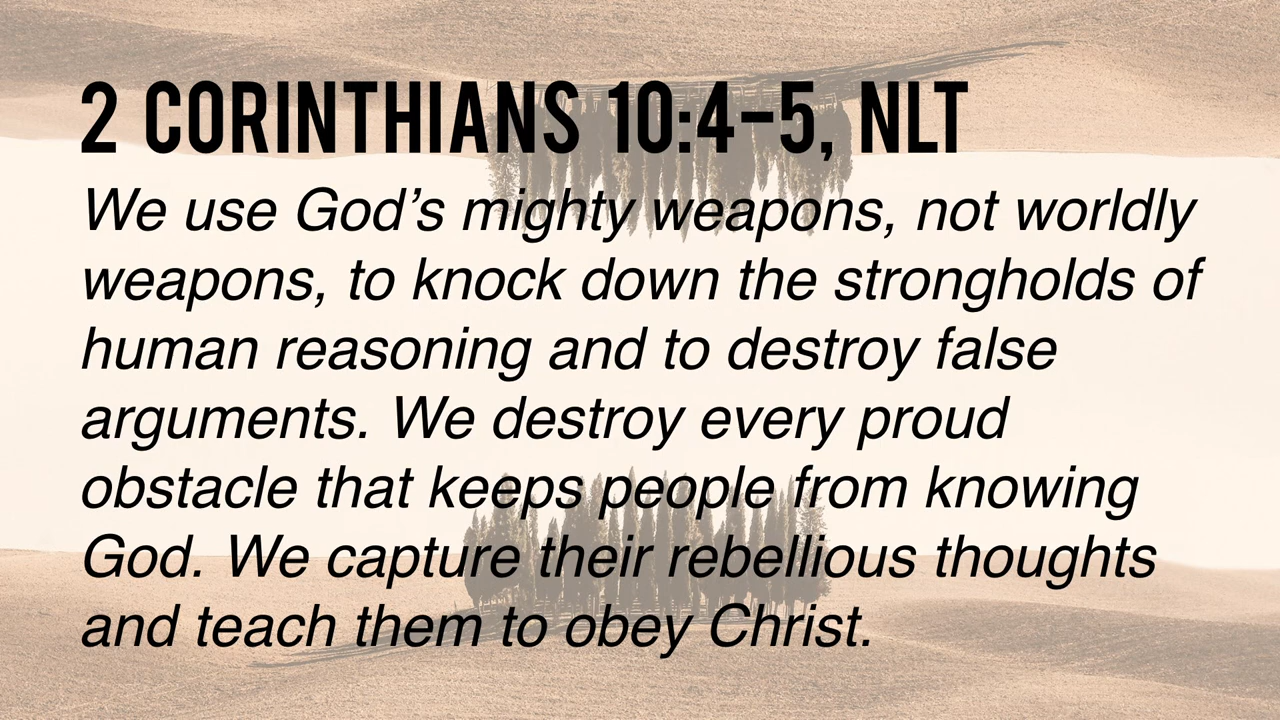 2 CORINTHIANS 10:4–5, NLT
We use God’s mighty weapons, not worldly
weapons, to knock down the strongholds of
human reasoning and to destroy false
arguments. We destroy every proud
obstacle that keeps people from knowing
God. We capture their rebellious thoughts
and teach them to obey Christ.